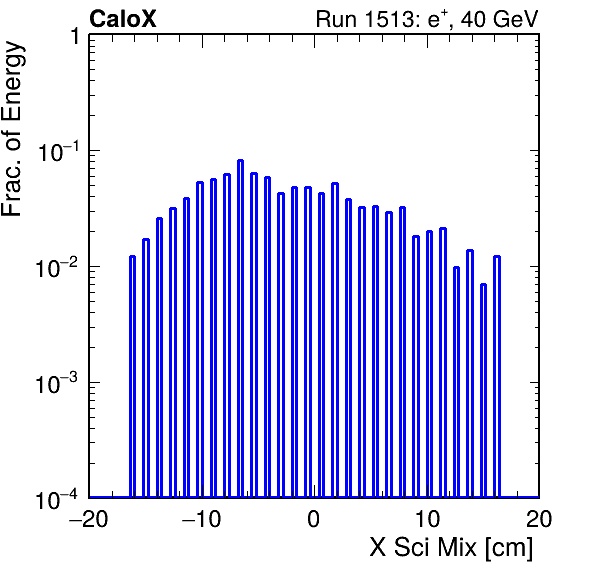 CaloX Run 1513: e⁺, 40 GeV
Frac. of Energy
1
10⁻¹
10⁻²
10⁻³
10⁻⁴
−20 −10 0 10 20
X Sci Mix [cm]